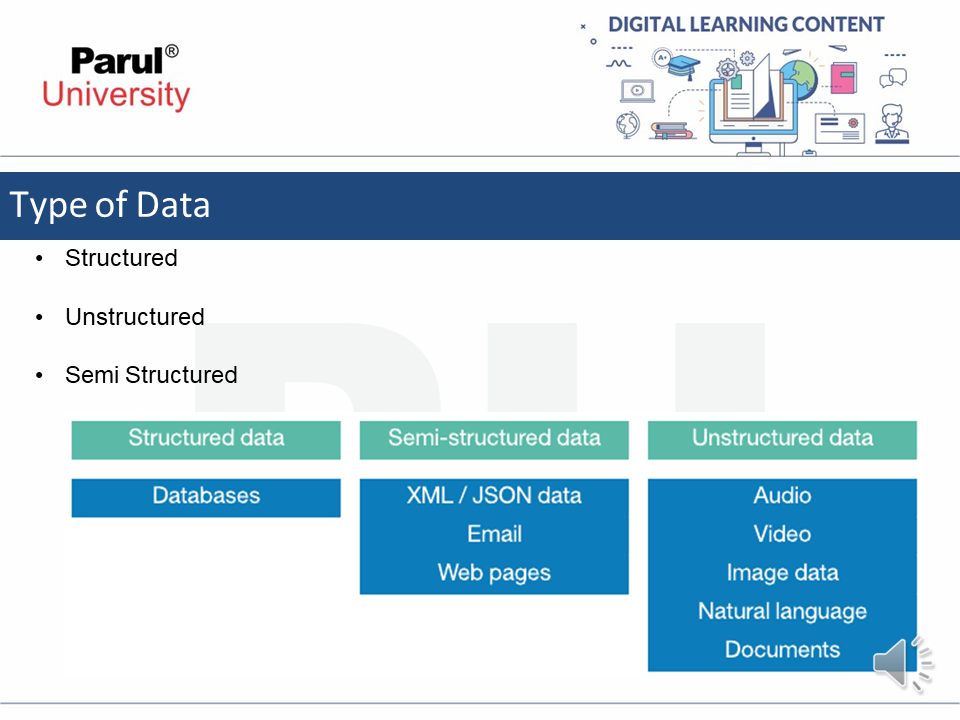 DIGITAL LEARNING CONTENT
Parul®
University
A+
Type of Data
• Structured
• Unstructured
• Semi Structured
Structured data
Semi-structured data
Unstructured data
Databases
XML / JSON data
Email
Web pages
Audio
Video
Image data
Natural language
Documents